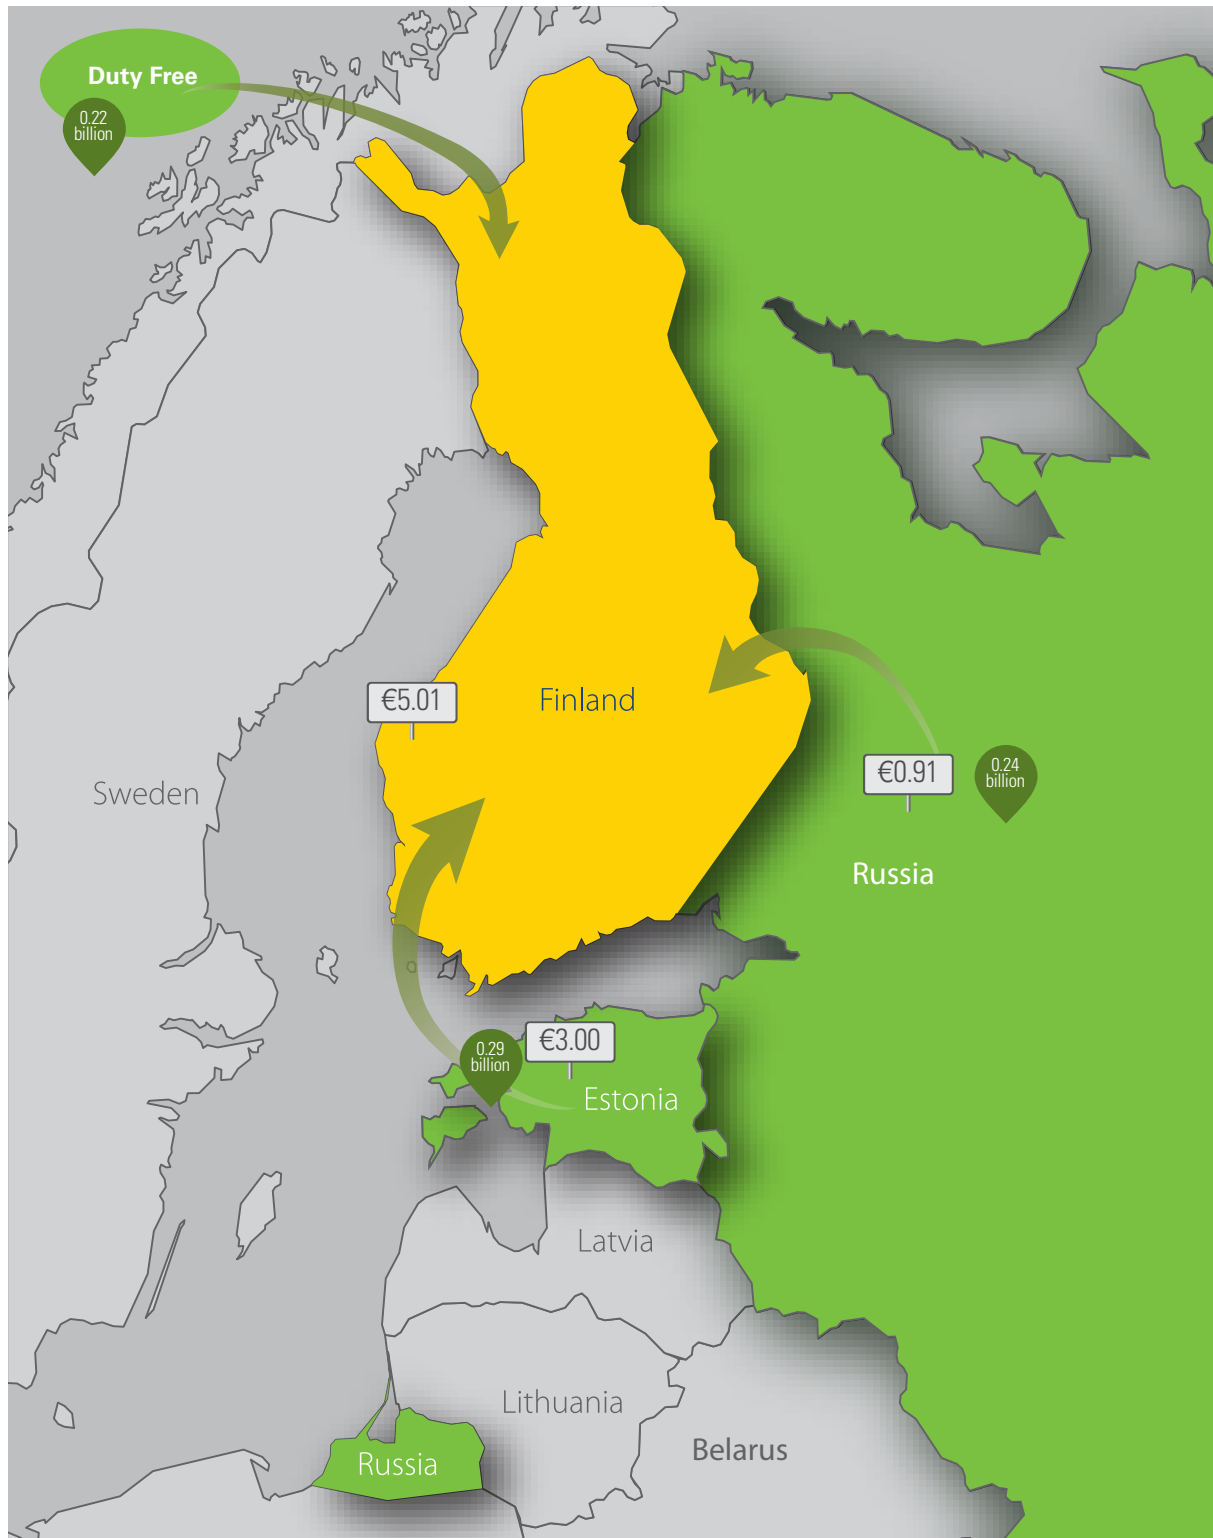 Duty Free
0.22
billion
€5.01
Finland
Sweden
€0.91
0.24
billion
Russia
0.29
billion
€3.00
Estonia
Latvia
Lithuania
Belarus
Russia